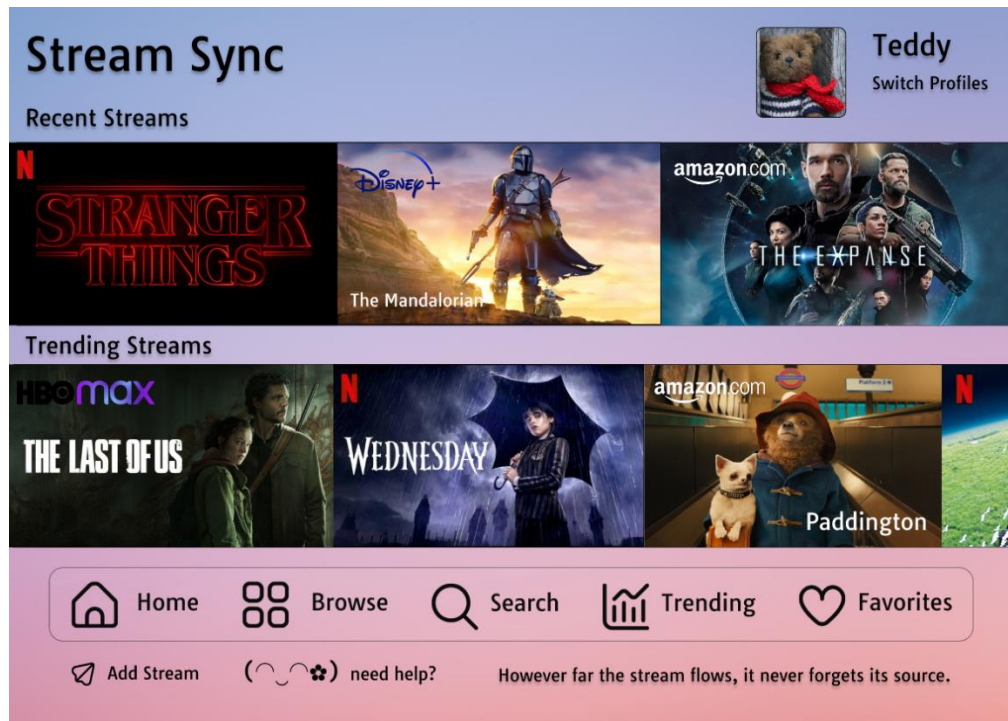 Stream Sync
Teddy
Switch Profiles
Recent Streams
N
STRANGER
THINGS
Disney+
The Mandalorian
amazon.com
THE EXPANSE
Trending Streams
HBOmax
THE LAST OF US
N
WEDNESDAY
amazon.com
Paddington
N
Home
Browse
Search
Trending
Favorites
Add Stream
(◠‿◠✿) need help?
However far the stream flows, it never forgets its source.